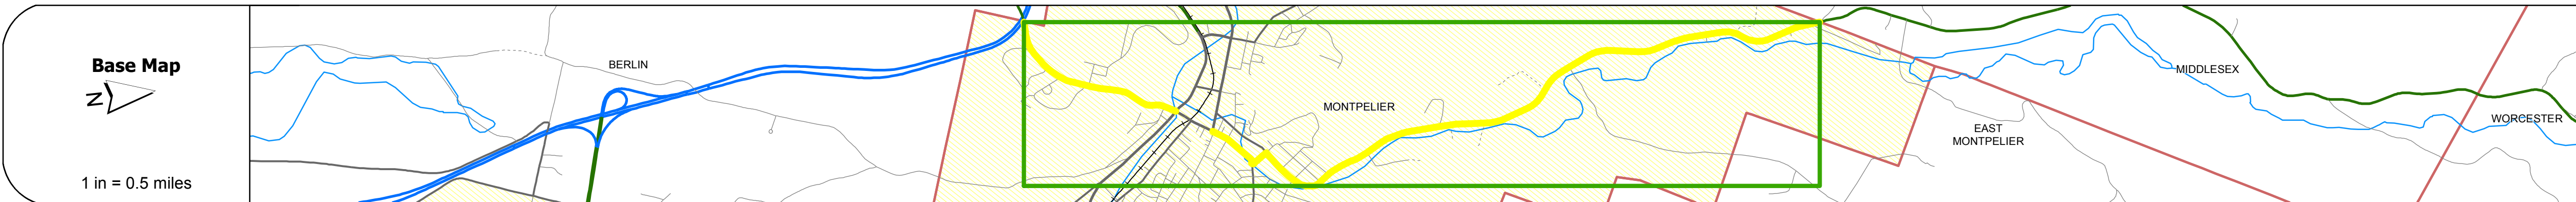 Base Map
N
1 in = 0.5 miles
BERLIN
MONTPELIER
MIDDLESEX
EAST
MONTPELIER
WORCESTER